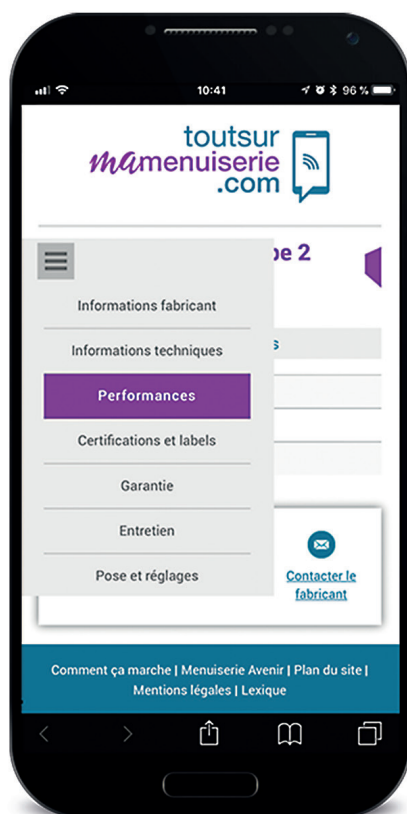 10:41
96 %
toutsur
mamenuiserie
.com
pe 2
Informations fabricant
Informations techniques
s
Performances
Certifications et labels
Garantie
Entretien
Pose et réglages
Contacter le
fabricant
Comment ça marche | Menuiserie Avenir | Plan du site |
Mentions légales | Lexique